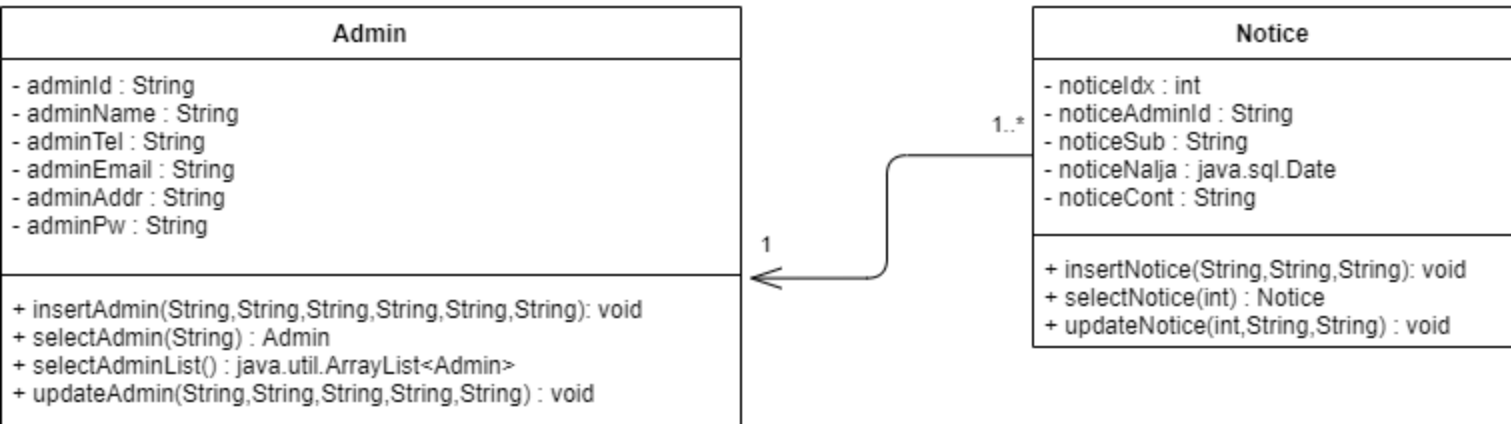 Admin
- adminId : String
- adminName : String
- adminTel : String
- adminEmail : String
- adminAddr : String
- adminPw : String
+ insertAdmin(String,String,String,String,String,String): void
+ selectAdmin(String) : Admin
+ selectAdminList() : java.util.ArrayList<Admin>
+ updateAdmin(String,String,String,String,String) : void
1
1..*
Notice
- noticeIdx : int
- noticeAdminId : String
- noticeSub : String
- noticeNalja : java.sql.Date
- noticeCont : String
+ insertNotice(String,String,String): void
+ selectNotice(int) : Notice
+ updateNotice(int,String,String) : void